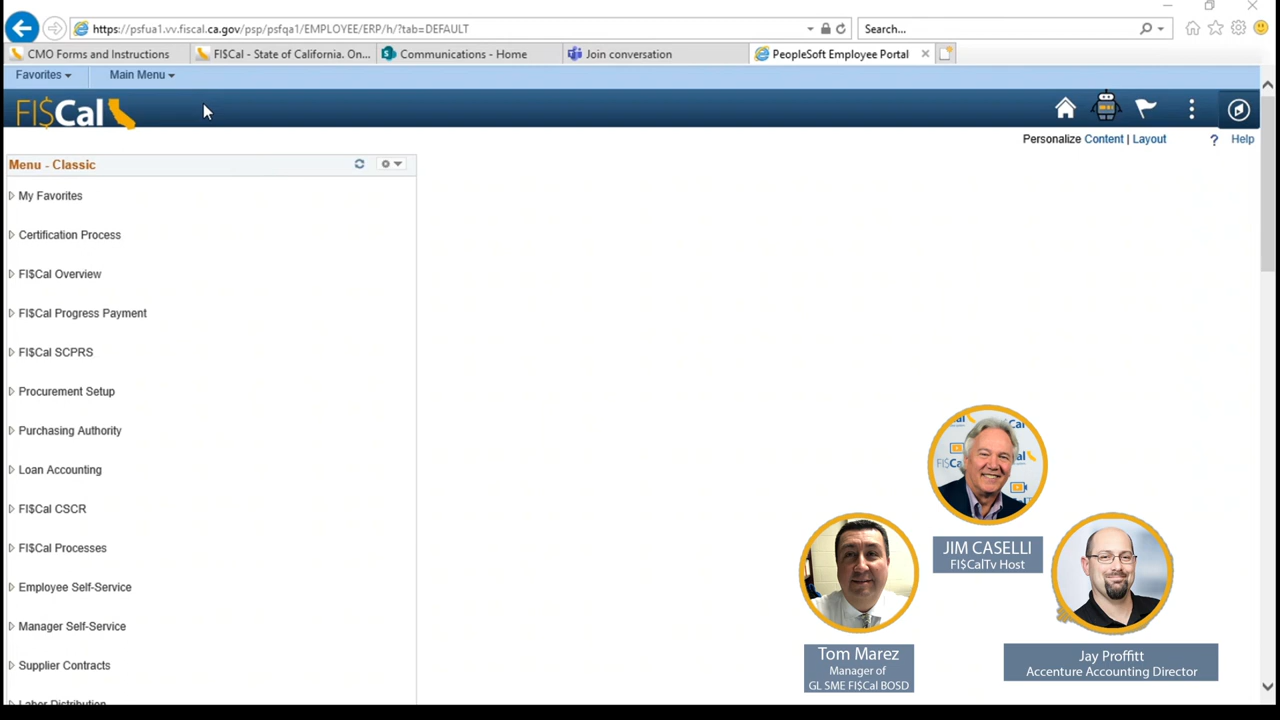 https://psfua1.vv.fiscal.ca.gov/psp/psfqa1/EMPLOYEE/ERP/h/?tab=DEFAULT
Search...
CMO Forms and Instructions
FI$Cal - State of California. On...
Communications - Home
Join conversation
PeopleSoft Employee Portal
Favorites
Main Menu
FI$Cal
Personalize Content | Layout
? Help
Menu - Classic
My Favorites
Certification Process
FI$Cal Overview
FI$Cal Progress Payment
FI$Cal SCPRS
Procurement Setup
Purchasing Authority
Loan Accounting
FI$Cal CSCR
FI$Cal Processes
Employee Self-Service
Manager Self-Service
Supplier Contracts
Labor Distribution
JIM CASELLI
FI$CalTv Host
Tom Marez
Manager of
GL SME FI$Cal BOSD
Jay Proffitt
Accenture Accounting Director